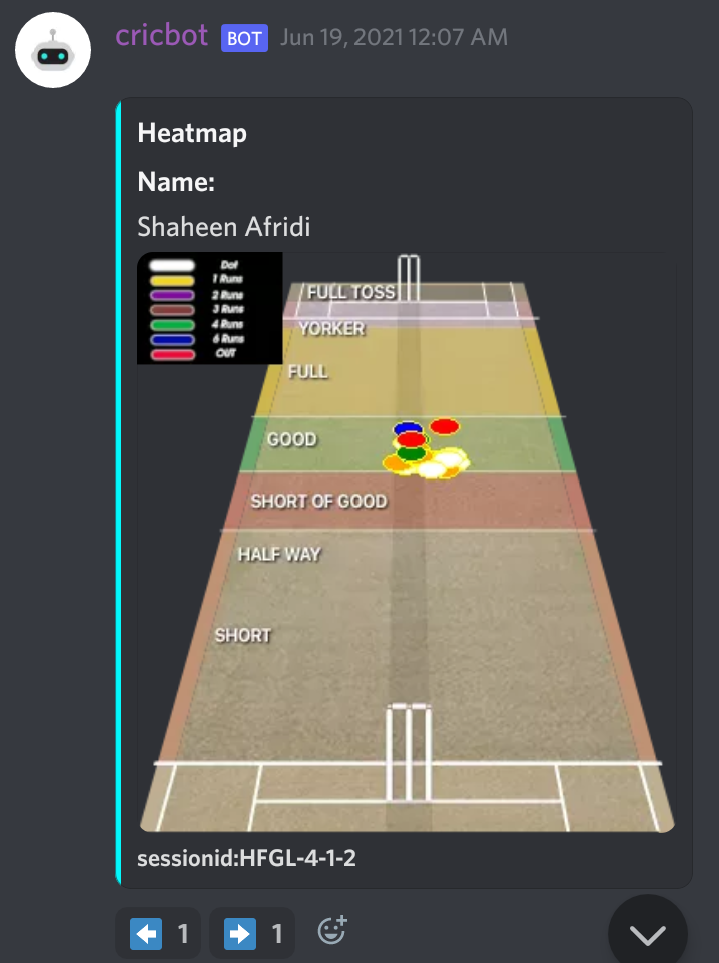 cricbot BOT Jun 19, 2021 12:07 AM
Heatmap
Name:
Shaheen Afridi
Dot
1 Runs
2 Runs
3 Runs
4 Runs
6 Runs
OUT
FULL TOSS
YORKER
FULL
GOOD
SHORT OF GOOD
HALF WAY
SHORT
sessionid:HFGL-4-1-2
1 1